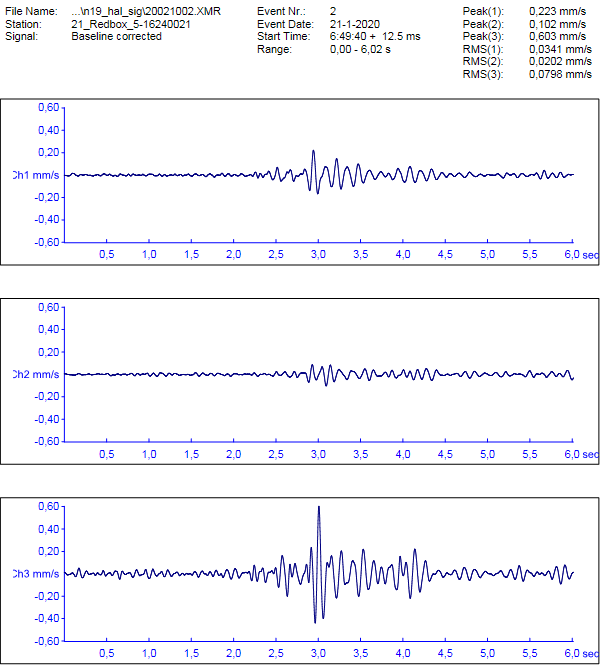 File Name: ...\n19_hal_sig\20021002.XMR Event Nr.: 2 Peak(1): 0,223 mm/s
Station: 21_Redbox_5-16240021 Event Date: 21-1-2020 Peak(2): 0,102 mm/s
Signal: Baseline corrected Start Time: 6:49:40 + 12.5 ms Peak(3): 0,603 mm/s
Range: 0,00 - 6,02 s RMS(1): 0,0341 mm/s
RMS(2): 0,0202 mm/s
RMS(3): 0,0798 mm/s
0,60
0,40
0,20
Ch1 mm/s
-0,20
-0,40
-0,60
0,5 1,0 1,5 2,0 2,5 3,0 3,5 4,0 4,5 5,0 5,5 6,0 sec
0,60
0,40
0,20
Ch2 mm/s
-0,20
-0,40
-0,60
0,5 1,0 1,5 2,0 2,5 3,0 3,5 4,0 4,5 5,0 5,5 6,0 sec
0,60
0,40
0,20
Ch3 mm/s
-0,20
-0,40
-0,60
0,5 1,0 1,5 2,0 2,5 3,0 3,5 4,0 4,5 5,0 5,5 6,0 sec